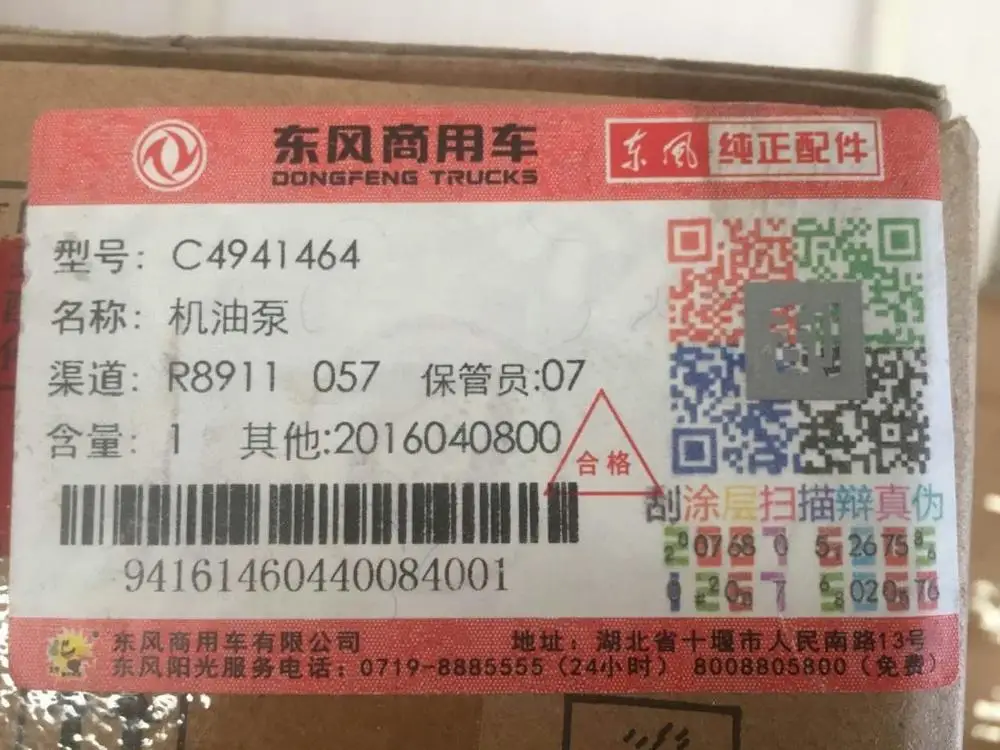 东风商用车
DONGFENG TRUCKS
东风 纯正配件
型号: C4941464
名称: 机油泵
渠道: R8911 057 保管员:07
含量: 1 其他:2016040800
合格
94161460440084001
刮涂层扫描辩真伪
东风商用车有限公司 地址: 湖北省十堰市人民南路13号
东风阳光服务电话: 0719-8885555 (24小时) 8008805800 (免费)